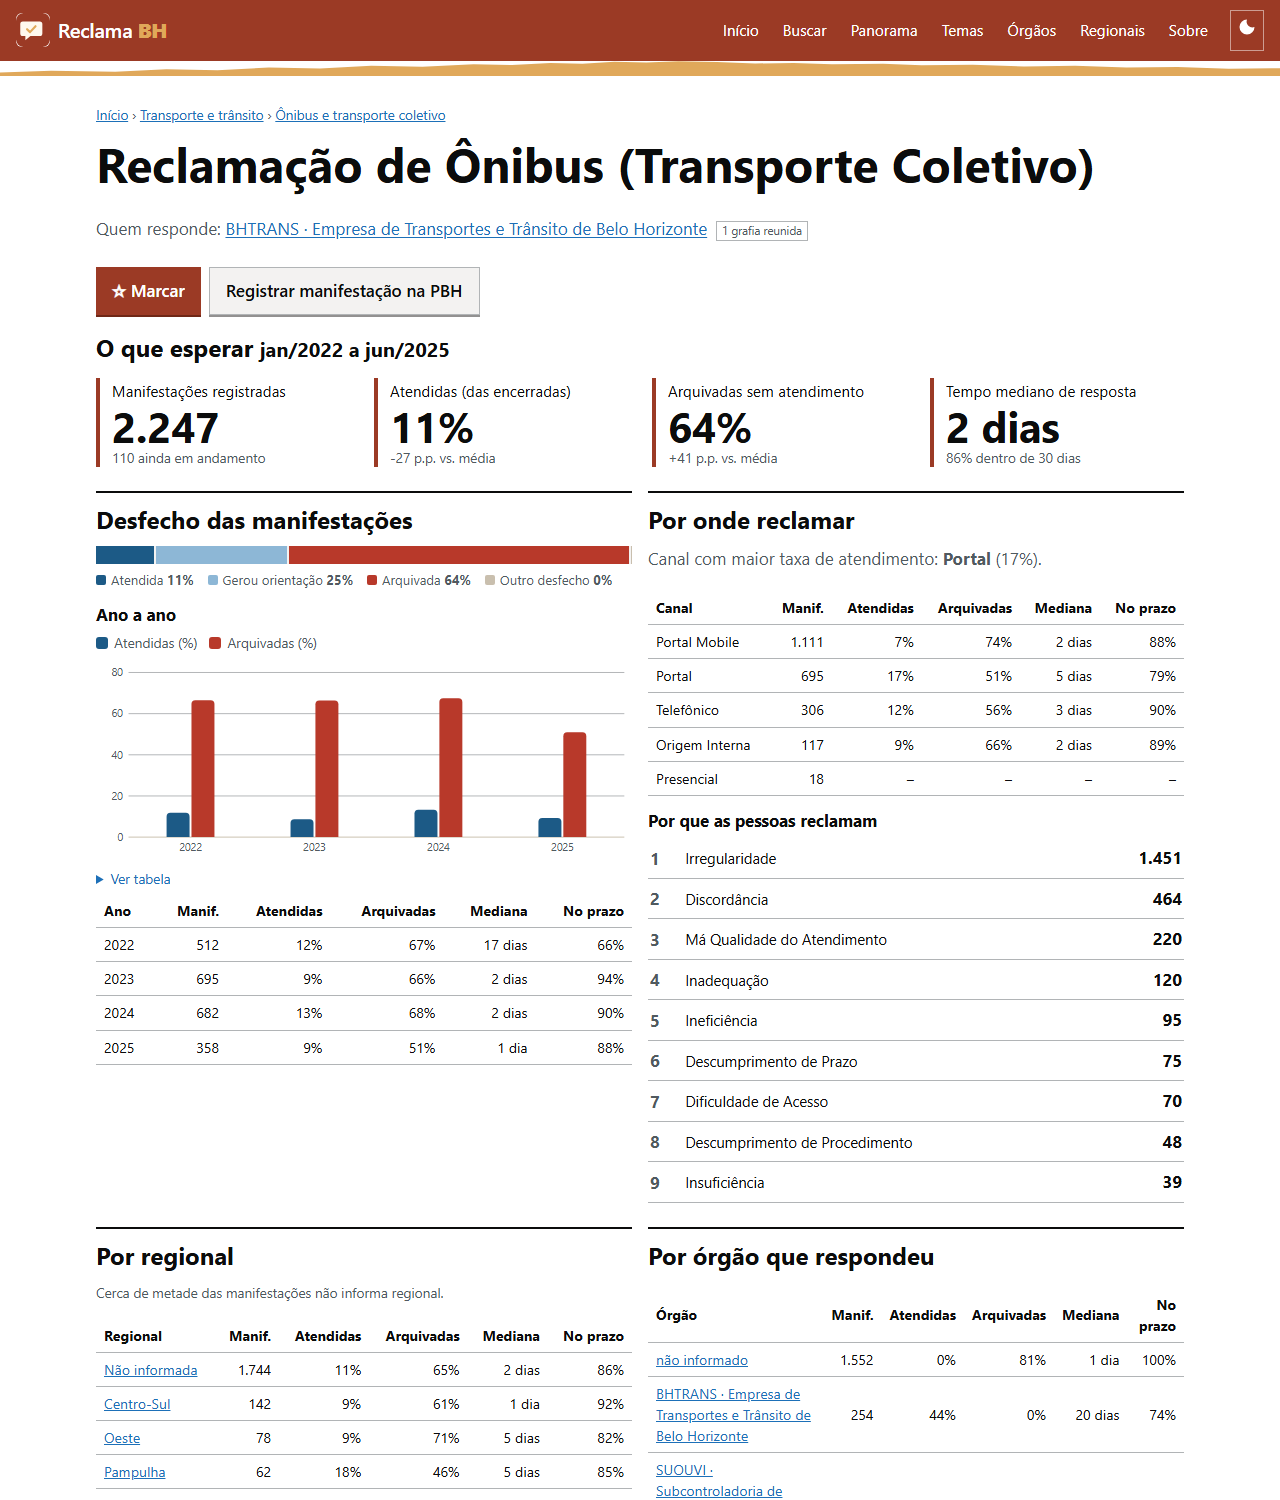 Reclama BH
Início Buscar Panorama Temas Órgãos Regionais Sobre
Início › Transporte e trânsito › Ônibus e transporte coletivo
Reclamação de Ônibus (Transporte Coletivo)
Quem responde: BHTRANS · Empresa de Transportes e Trânsito de Belo Horizonte 1 grafia reunida
☆ Marcar
Registrar manifestação na PBH
O que esperar jan/2022 a jun/2025
Manifestações registradas
2.247
110 ainda em andamento
Atendidas (das encerradas)
11%
-27 p.p. vs. média
Arquivadas sem atendimento
64%
+41 p.p. vs. média
Tempo mediano de resposta
2 dias
86% dentro de 30 dias
Desfecho das manifestações
Atendida 11% Gerou orientação 25% Arquivada 64% Outro desfecho 0%
Ano a ano
Atendidas (%) Arquivadas (%)
80
60
40
20
0
2022 2023 2024 2025
▶ Ver tabela
Ano Manif. Atendidas Arquivadas Mediana No prazo
2022 512 12% 67% 17 dias 66%
2023 695 9% 66% 2 dias 94%
2024 682 13% 68% 2 dias 90%
2025 358 9% 51% 1 dia 88%
Por onde reclamar
Canal com maior taxa de atendimento: Portal (17%).
Canal Manif. Atendidas Arquivadas Mediana No prazo
Portal Mobile 1.111 7% 74% 2 dias 88%
Portal 695 17% 51% 5 dias 79%
Telefônico 306 12% 56% 3 dias 90%
Origem Interna 117 9% 66% 2 dias 89%
Presencial 18 – – – –
Por que as pessoas reclamam
1 Irregularidade 1.451
2 Discordância 464
3 Má Qualidade do Atendimento 220
4 Inadequação 120
5 Ineficiência 95
6 Descumprimento de Prazo 75
7 Dificuldade de Acesso 70
8 Descumprimento de Procedimento 48
9 Insuficiência 39
Por regional
Cerca de metade das manifestações não informa regional.
Regional Manif. Atendidas Arquivadas Mediana No prazo
Não informada 1.744 11% 65% 2 dias 86%
Centro-Sul 142 9% 61% 1 dia 92%
Oeste 78 9% 71% 5 dias 82%
Pampulha 62 18% 46% 5 dias 85%
Por órgão que respondeu
Órgão Manif. Atendidas Arquivadas Mediana No
prazo
não informado 1.552 0% 81% 1 dia 100%
BHTRANS · Empresa de
Transportes e Trânsito de 254 44% 0% 20 dias 74%
Belo Horizonte
SUOUVI ·
Subcontroladoria de